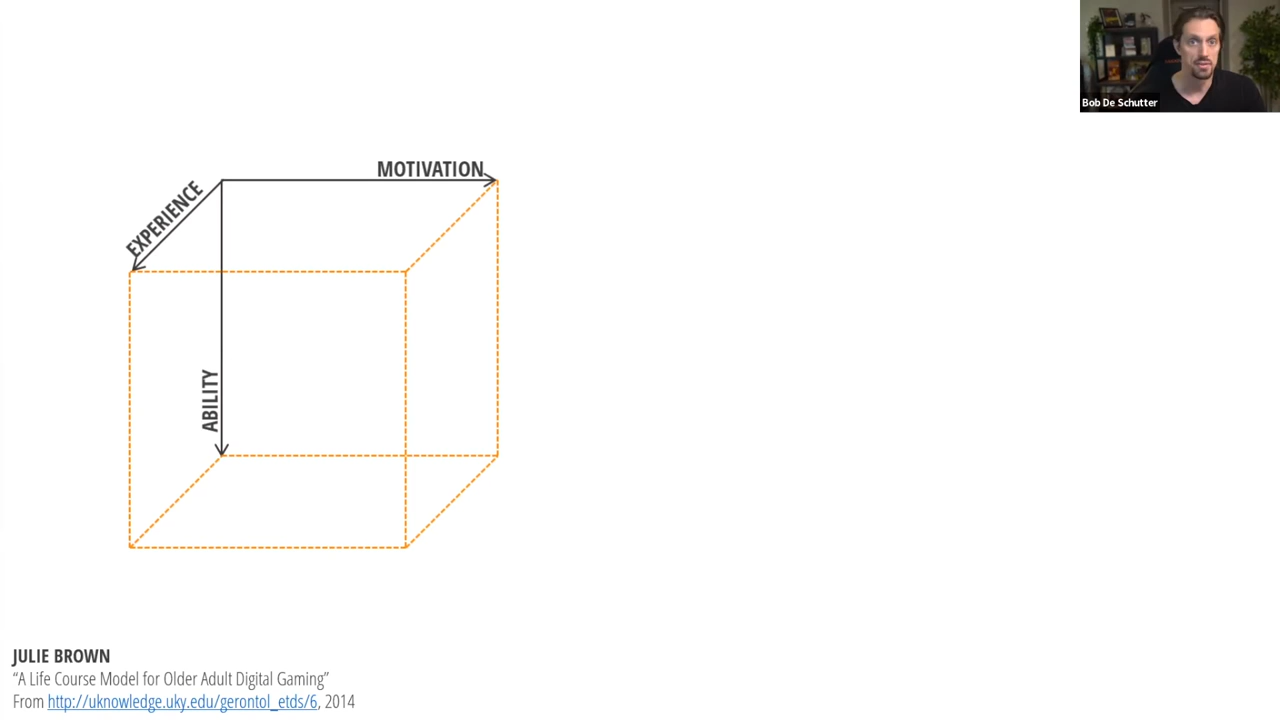 Bob De Schutter
MOTIVATION
EXPERIENCE
ABILITY
JULIE BROWN
“A Life Course Model for Older Adult Digital Gaming”
From http://uknowledge.uky.edu/gerontol_etds/6, 2014